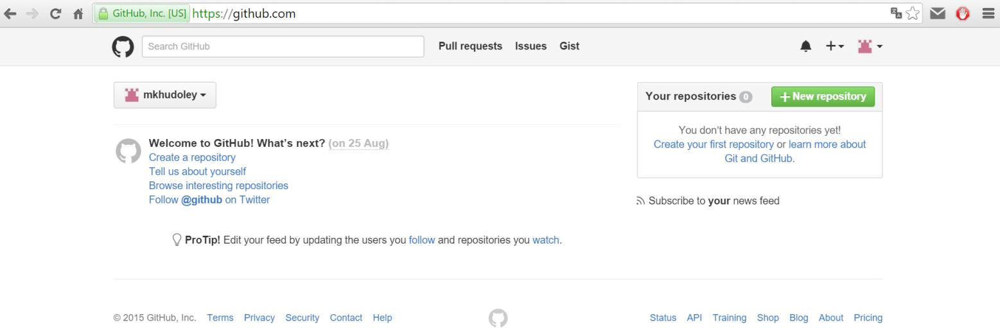 GitHub, Inc. [US] https://github.com
Search GitHub Pull requests Issues Gist
mkhudoley
Welcome to GitHub! What's next? (on 25 Aug)
Create a repository
Tell us about yourself
Browse interesting repositories
Follow @github on Twitter
ProTip! Edit your feed by updating the users you follow and repositories you watch.
Your repositories 0 New repository
You don't have any repositories yet!
Create your first repository or learn more about
Git and GitHub.
Subscribe to your news feed
© 2015 GitHub, Inc. Terms Privacy Security Contact Help
Status API Training Shop Blog About Pricing